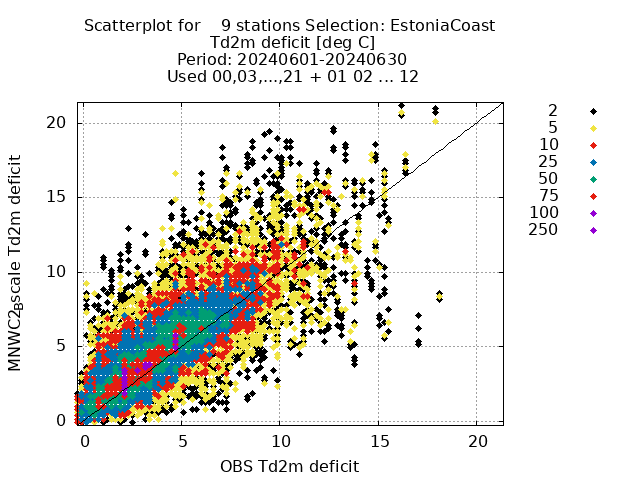 Scatterplot for    9 stations Selection: EstoniaCoast
Td2m deficit [deg C]
Period: 20240601-20240630
Used 00,03,...,21 + 01 02 ... 12
MNWC2_Bscale Td2m deficit
20
15
10
5
0
0 5 10 15 20
OBS Td2m deficit
2
5
10
25
50
75
100
250